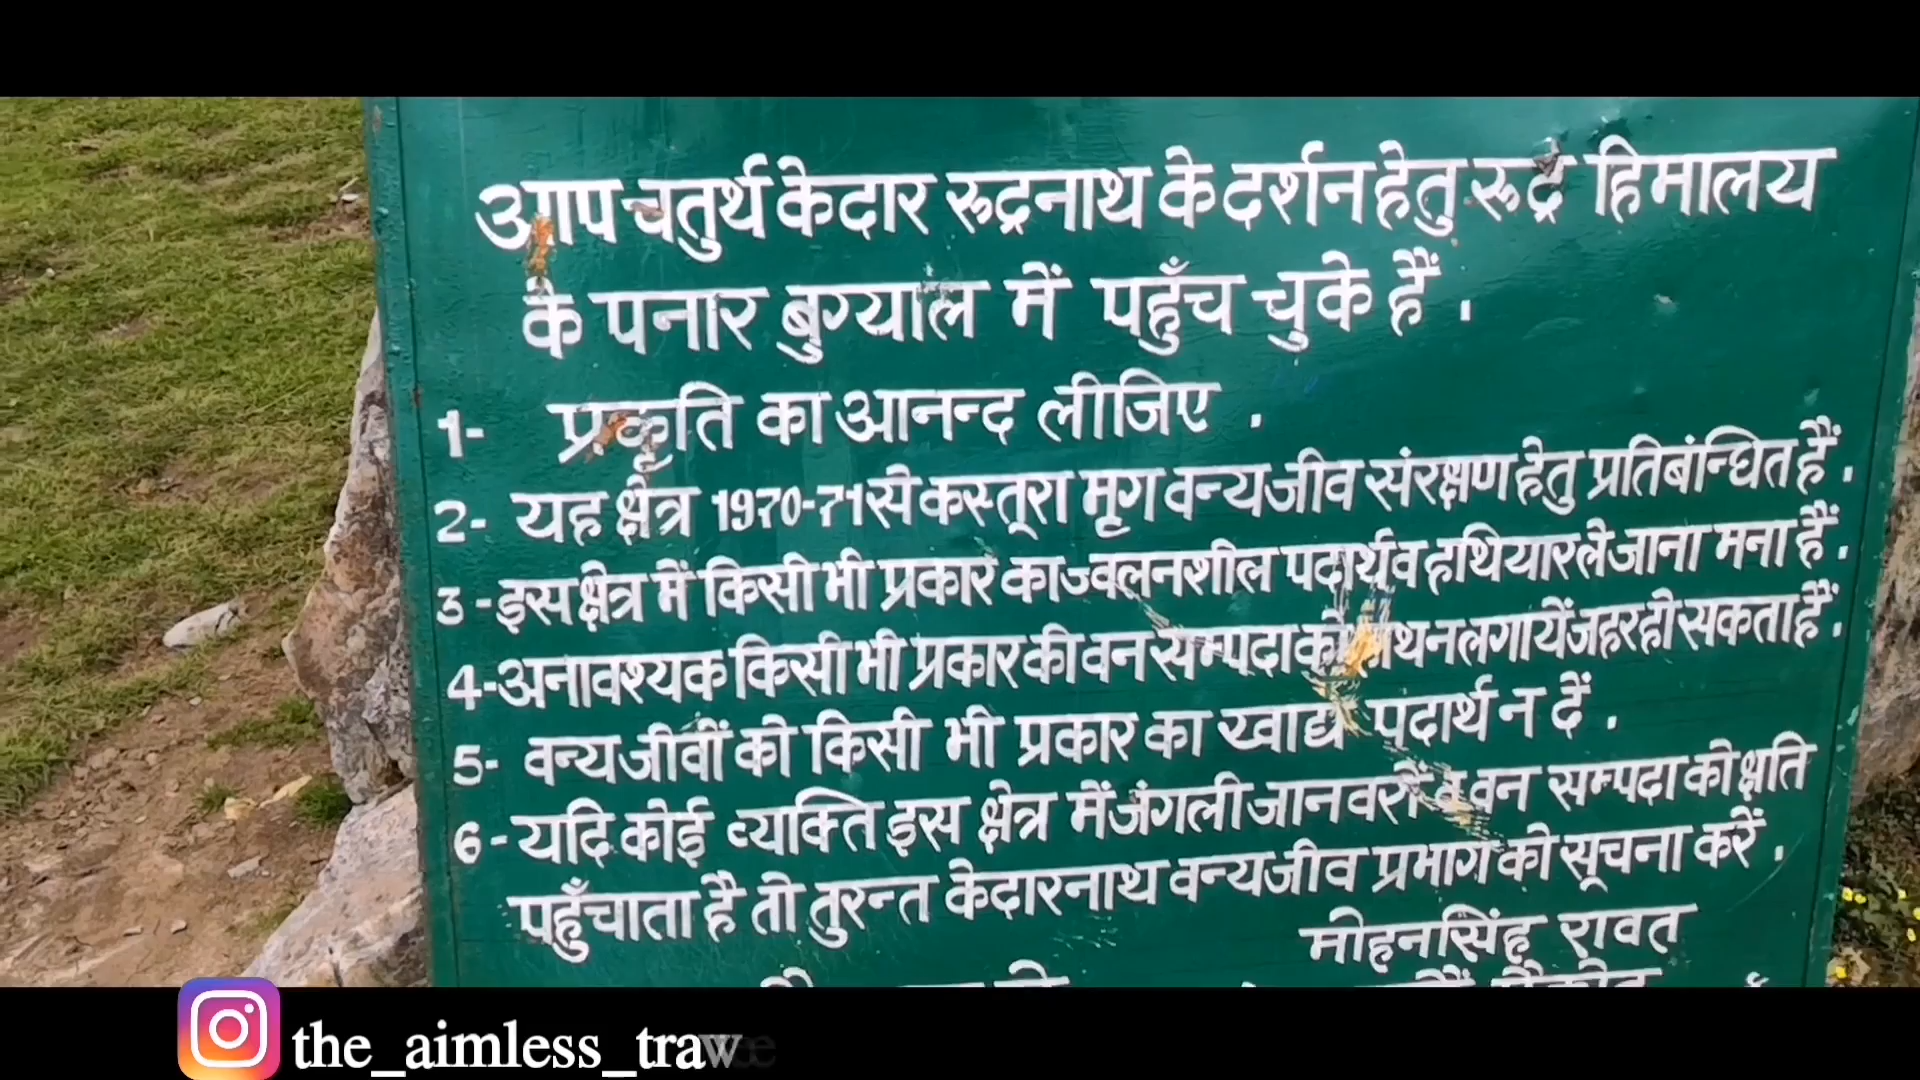 आप चतुर्थ केदार रूद्रनाथ के दर्शन हेतु रूद्र हिमालय
के पनार बुग्याल में पहुँच चुके हैं .
1- प्रकृति का आनन्द लीजिए .
2- यह क्षेत्र 1970-71 से कस्तूरा मृग वन्यजीव संरक्षण हेतु प्रतिबंन्धित हैं .
3 - इस क्षेत्र में किसी भी प्रकार का ज्वलनशील पदार्थ व हथियार ले जाना मना हैं .
4- अनावश्यक किसी भी प्रकार की वन सम्पदा को हाथ न लगायें जहर हो सकता हैं .
5- वन्यजीवीं को किसी भी प्रकार का खाद्य पदार्थ न दें .
6 - यदि कोई व्यक्ति इस क्षेत्र में जंगली जानवरों व वन सम्पदा को क्षति
पहुँचाता है तो तुरन्त केदारनाथ वन्यजीव प्रभाग को सूचना करें .
मोहनसिंह रावत
the_aimless_trav